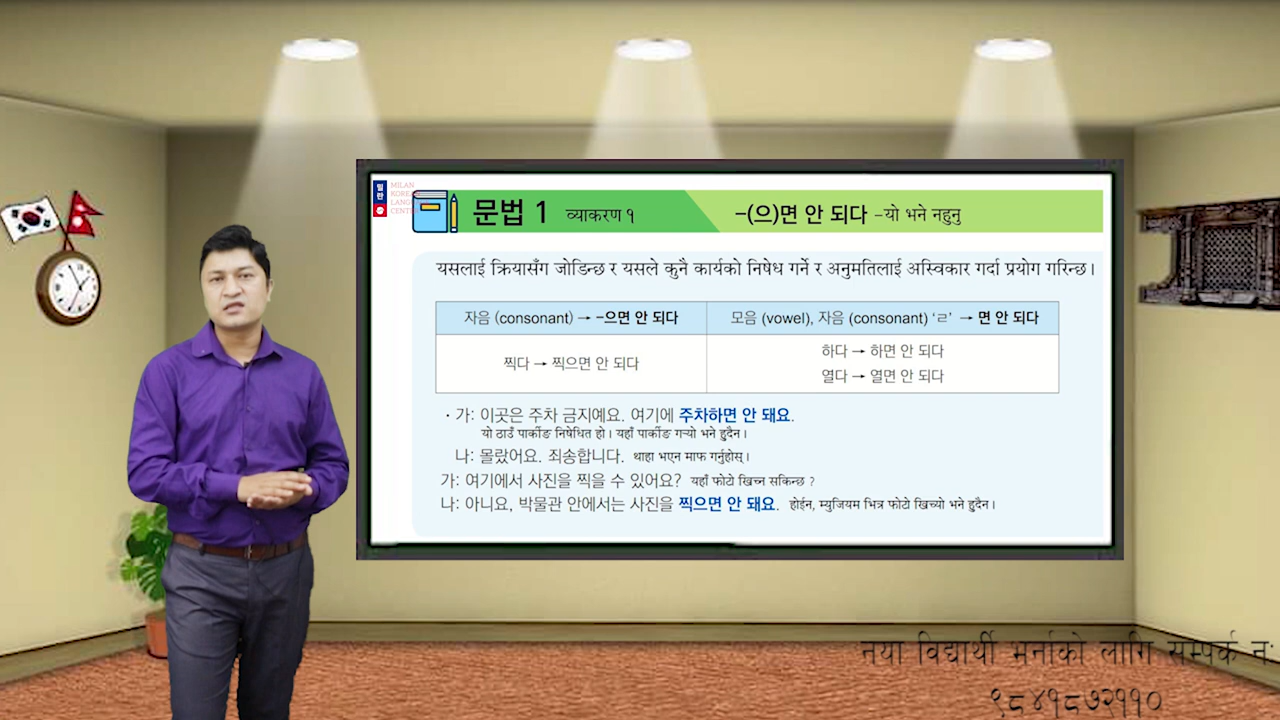 밀란
MILAN
KOREAN
LANG
CENT
문법 1 व्याकरण १
-(으)면 안 되다 -यो भने नहुनु
यसलाई क्रियासँग जोडिन्छ र यसले कुनै कार्यको निषेध गर्ने र अनुमतिलाई अस्विकार गर्दा प्रयोग गरिन्छ।
자음 (consonant) → -으면 안 되다
모음 (vowel), 자음 (consonant) ‘ㄹ’ → 면 안 되다
찍다 → 찍으면 안 되다
하다 → 하면 안 되다
열다 → 열면 안 되다
· 가: 이곳은 주차 금지예요. 여기에 주차하면 안 돼요.
यो ठाउँ पार्कीङ निषेधित हो। यहाँ पार्कीङ गऱ्यो भने हुदैन।
나: 몰랐어요. 죄송합니다. थाहा भएन माफ गर्नुहोस्।
가: 여기에서 사진을 찍을 수 있어요? यहाँ फोटो खिच्न सकिन्छ ?
나: 아니요, 박물관 안에서는 사진을 찍으면 안 돼요. होईन, म्युजियम भित्र फोटो खिच्यो भने हुदैन।
नया विद्यार्थी भर्नाको लागि सम्पर्क नः
९८४१८७२११०